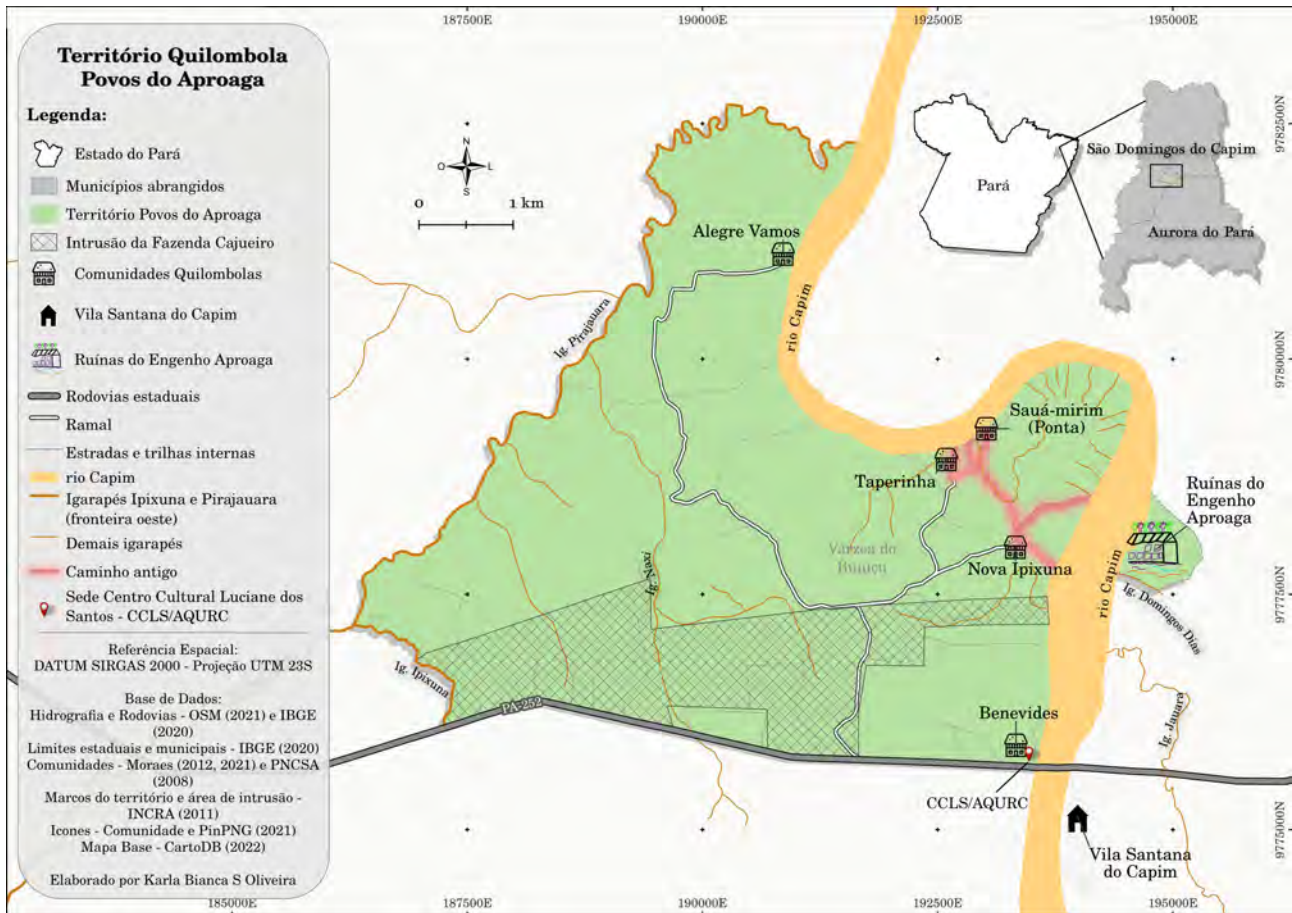 Território Quilombola
Povos do Aproaga
Legenda:
Estado do Pará
Municípios abrangidos
Território Povos do Aproaga
Intrusão da Fazenda Cajueiro
Comunidades Quilombolas
Vila Santana do Capim
Ruínas do Engenho Aproaga
Rodovias estaduais
Ramal
Estradas e trilhas internas
rio Capim
Igarapés Ipixuna e Pirajauara
(fronteira oeste)
Demais igarapés
Caminho antigo
Sede Centro Cultural Luciane dos
Santos - CCLS/AQURC
Referência Espacial:
DATUM SIRGAS 2000 - Projeção UTM 23S
Base de Dados:
Hidrografia e Rodovias - OSM (2021) e IBGE
(2020)
Limites estaduais e municipais - IBGE (2020)
Comunidades - Moraes (2012, 2021) e PNCSA
(2008)
Marcos do território e área de intrusão -
INCRA (2011)
Icones - Comunidade e PinPNG (2021)
Mapa Base - CartoDB (2022)
Elaborado por Karla Bianca S Oliveira
187500E
190000E
192500E
195000E
N
O
L
S
0
1 km
Pará
São Domingos do Capim
Aurora do Pará
9782500N
Alegre Vamos
rio Capim
Ig. Pirajauara
9780000N
Sauá-mirim
(Ponta)
Taperinha
Ruínas do
Engenho
Aproaga
Várzea do
Nova Ipixuna
Ig. Naxí
rio Capim
Ig. Domingos Dias
9777500N
Ig. Ipixuna
PA-252
Benevides
Ig. Jauara
CCLS/AQURC
Vila Santana
do Capim
9775000N
185000E
187500E
190000E
192500E
195000E